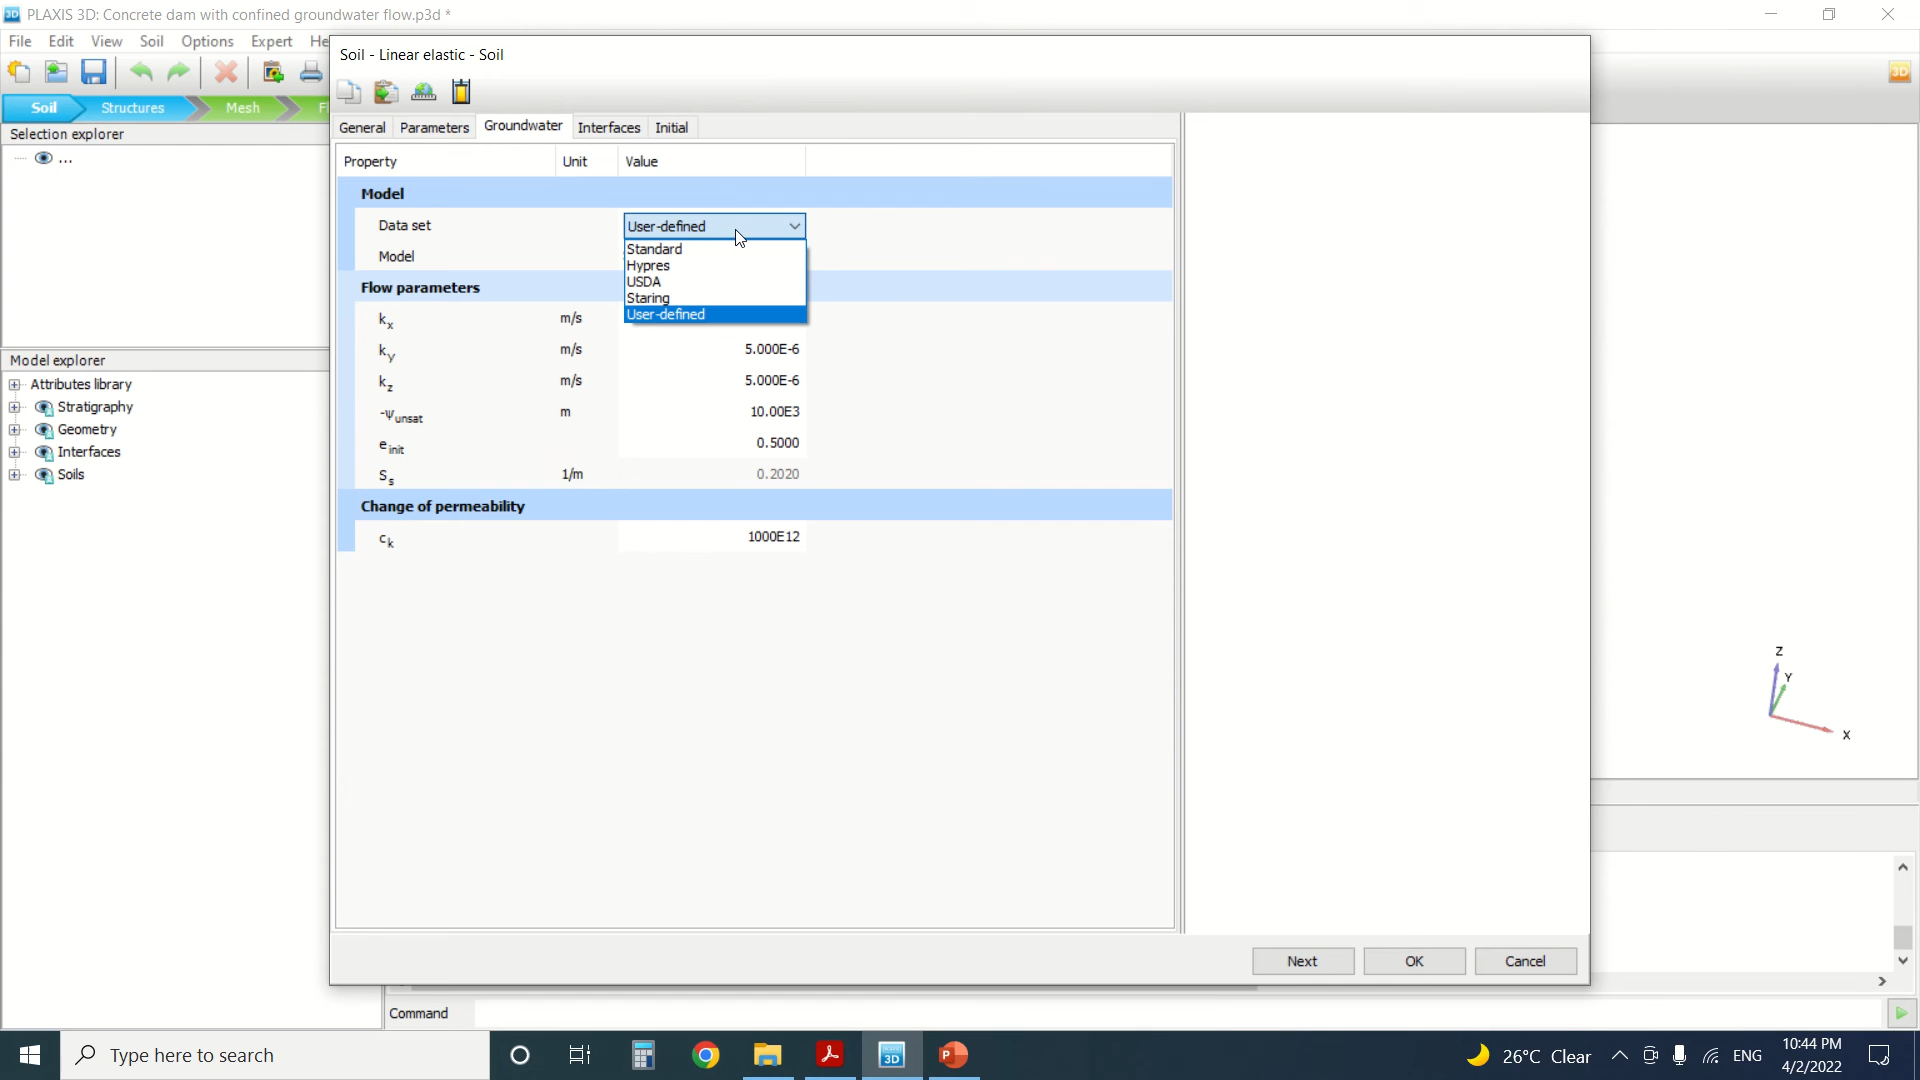 PLAXIS 3D: Concrete dam with confined groundwater flow.p3d *
File Edit View Soil Options Expert He
Soil - Linear elastic - Soil
Soil Structures Mesh Fl
Selection explorer
...
General Parameters Groundwater Interfaces Initial
Property Unit Value
Model
Data set User-defined
Standard
Hypres
USDA
Staring
User-defined
Model
Flow parameters
kx m/s
ky m/s 5.000E-6
kz m/s 5.000E-6
-Ψunsat m 10.00E3
einit 0.5000
Ss 1/m 0.2020
Change of permeability
ck 1000E12
Model explorer
Attributes library
Stratigraphy
Geometry
Interfaces
Soils
3D
Z
Y
X
Next OK Cancel
Command
Type here to search
3D
26°C Clear ENG 10:44 PM
4/2/2022